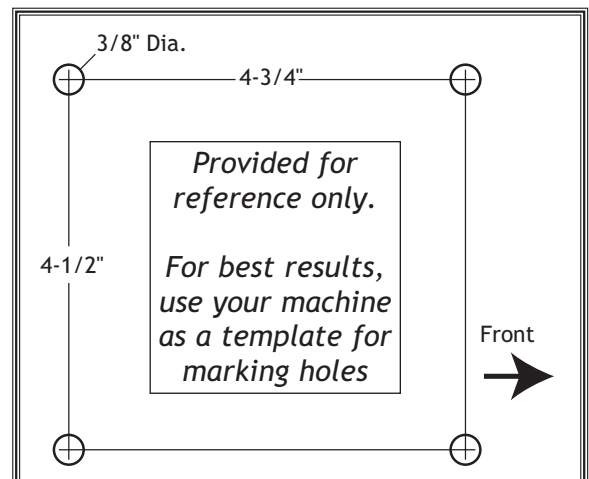 3/8" Dia.
4-3/4"
Provided for
reference only.
For best results,
4-1/2"
use your machine
as a template for
marking holes
Front